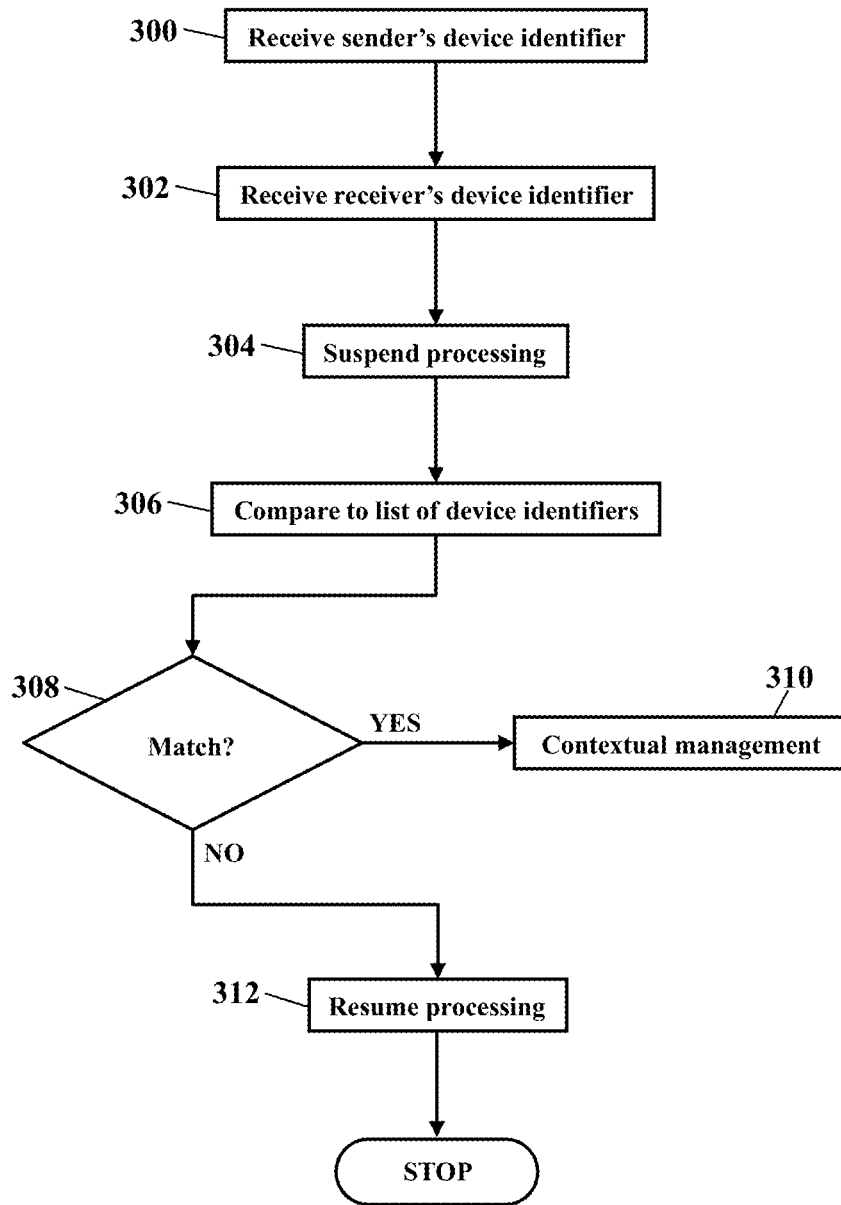 300
Receive sender's device identifier
302
Receive receiver's device identifier
304
Suspend processing
306
Compare to list of device identifiers
308
Match?
YES
310
Contextual management
NO
312
Resume processing
STOP